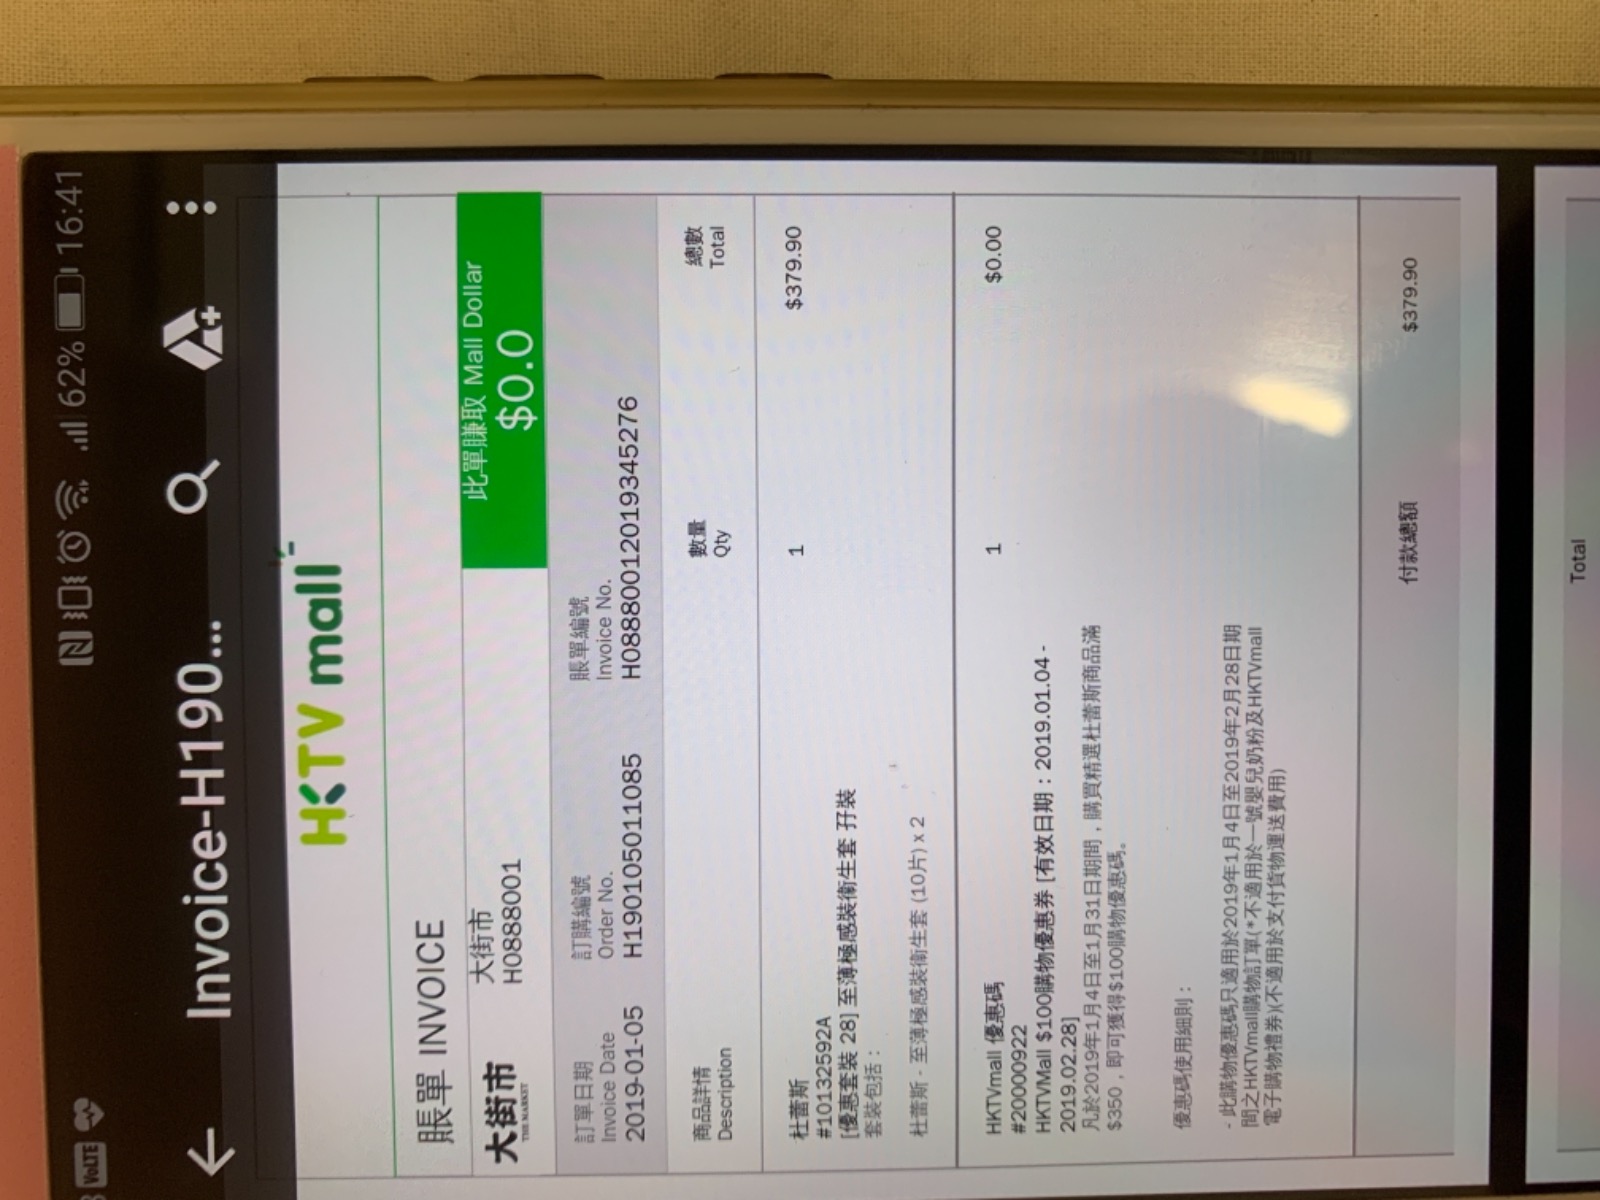 VoLTE 62% 16:41
Invoice-H190...
HKTV mall
賬單 INVOICE
大街市
THE MARKET
大街市
H0888001
此單賺取 Mall Dollar
$0.0
訂單日期
Invoice Date
2019-01-05
訂購編號
Order No.
H190105011085
賬單編號
Invoice No.
H0888001201901​9345276
商品詳情
Description
數量
Qty
總數
Total
杜蕾斯
#10132592A
[優惠套裝 28] 至薄極感裝衞生套 孖裝
套裝包括：
1
$379.90
杜蕾斯 - 至薄極感裝衞生套 (10片) x 2
HKTVmall 優惠碼
#200000922
HKTVMall $100購物優惠券 [有效日期：2019.01.04 -
2019.02.28]
1
$0.00
凡於2019年1月4日至1月31日期間，購買精選杜蕾斯商品滿
$350，即可獲得$100購物優惠碼。
優惠碼使用細則：
- 此購物優惠碼只適用於2019年1月4日至2019年2月28日期
間之HKTVmall購物訂單(*不適用於一號嬰兒奶粉及HKTVmall
電子購物禮券)(不適用於支付貨物運送費用)
付款總額
$379.90
Total